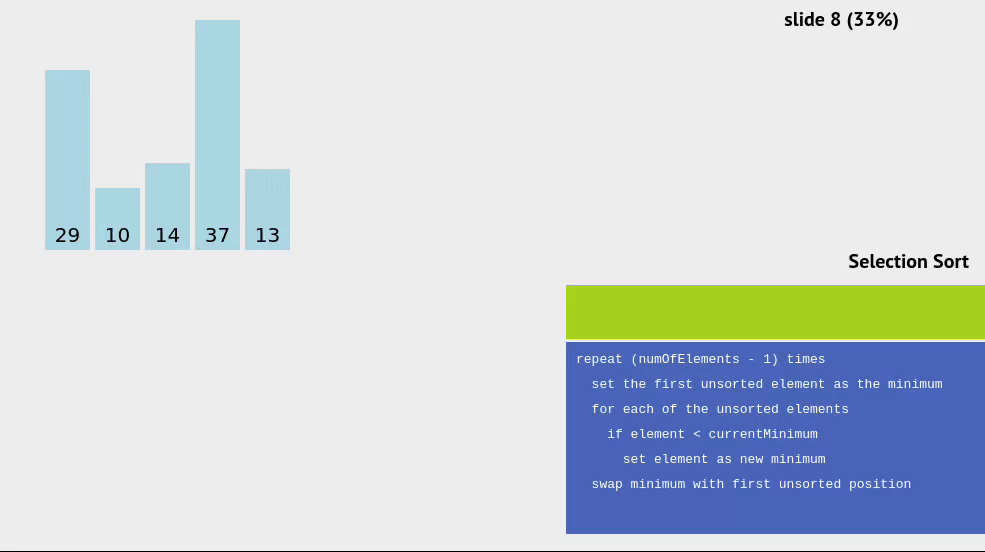 slide 8 (33%)
29 10 14 37 13
Selection Sort
repeat (numOfElements - 1) times
set the first unsorted element as the minimum
for each of the unsorted elements
if element < currentMinimum
set element as new minimum
swap minimum with first unsorted position